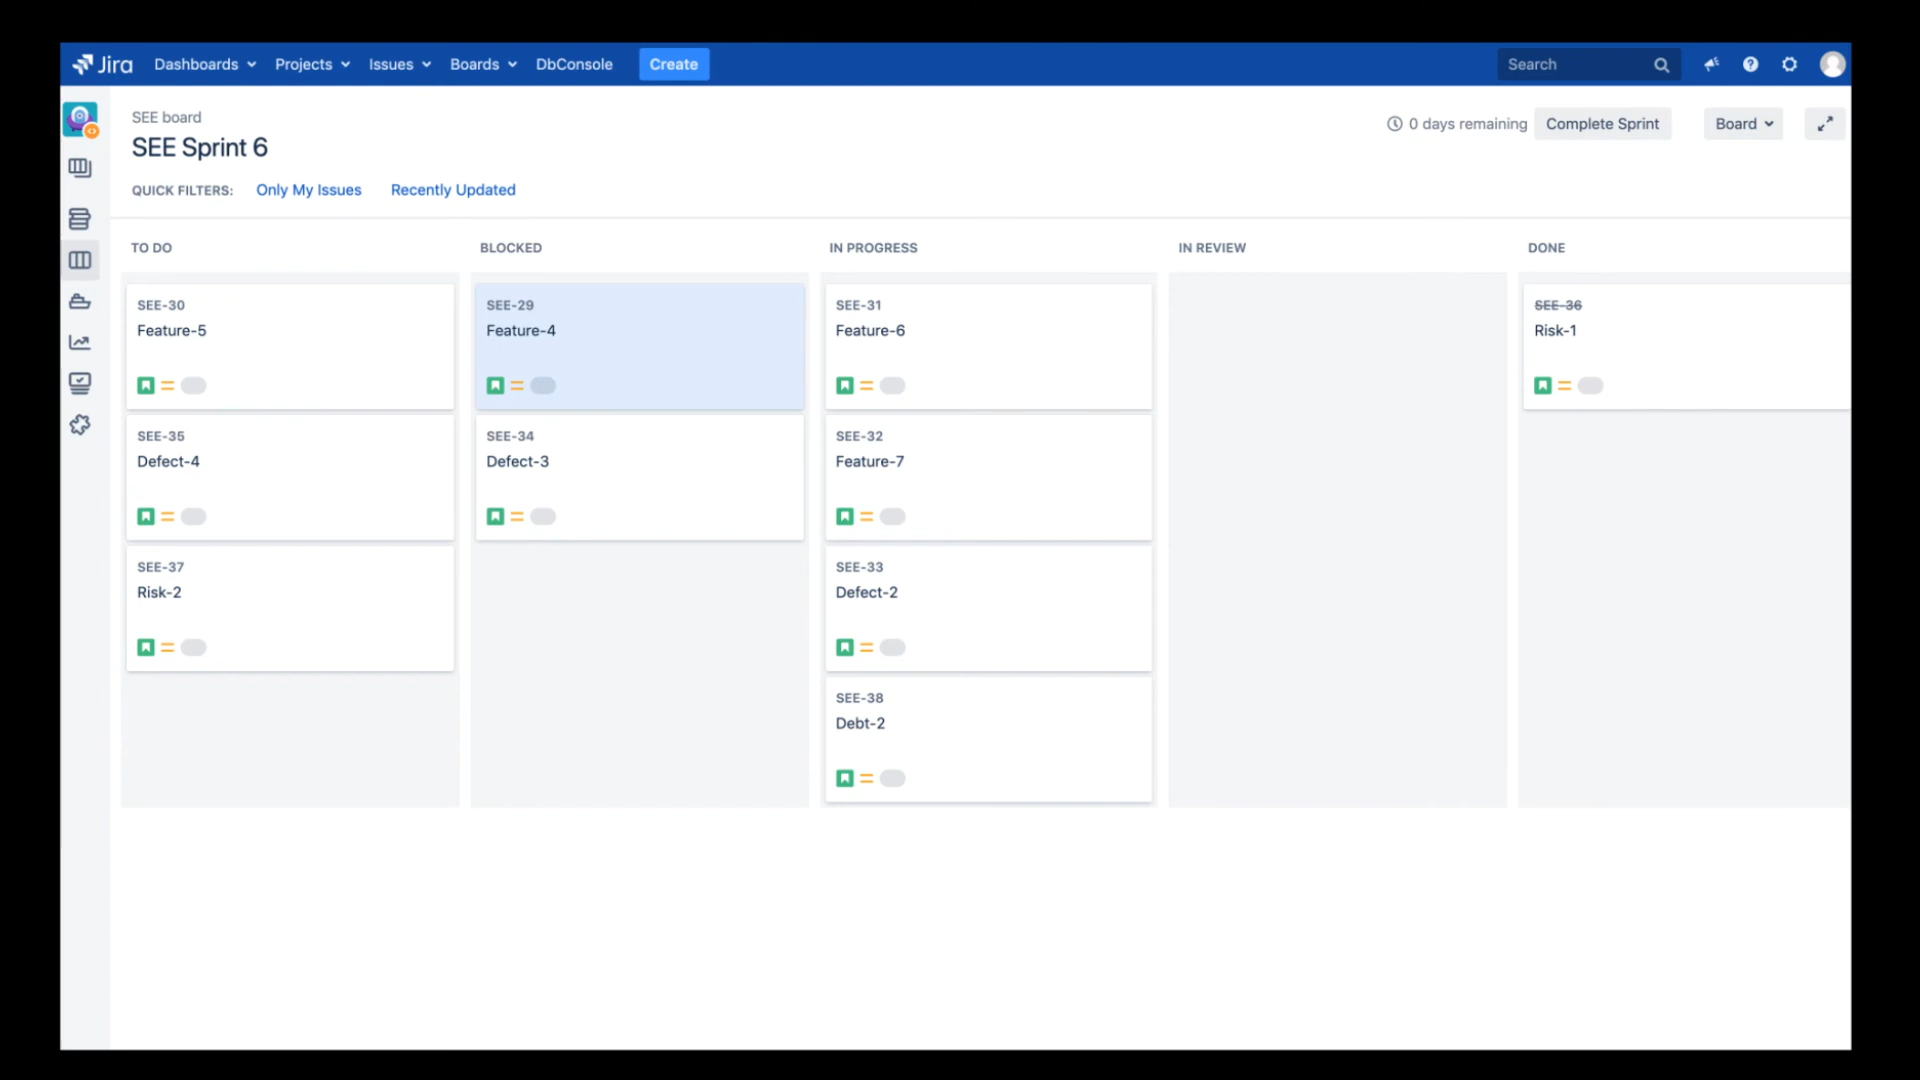 Jira Dashboards Projects Issues Boards DbConsole Create Search
SEE board
SEE Sprint 6
0 days remaining Complete Sprint Board
QUICK FILTERS: Only My Issues Recently Updated
TO DO BLOCKED IN PROGRESS IN REVIEW DONE
SEE-30
Feature-5
SEE-35
Defect-4
SEE-37
Risk-2
SEE-29
Feature-4
SEE-34
Defect-3
SEE-31
Feature-6
SEE-32
Feature-7
SEE-33
Defect-2
SEE-38
Debt-2
SEE-36
Risk-1